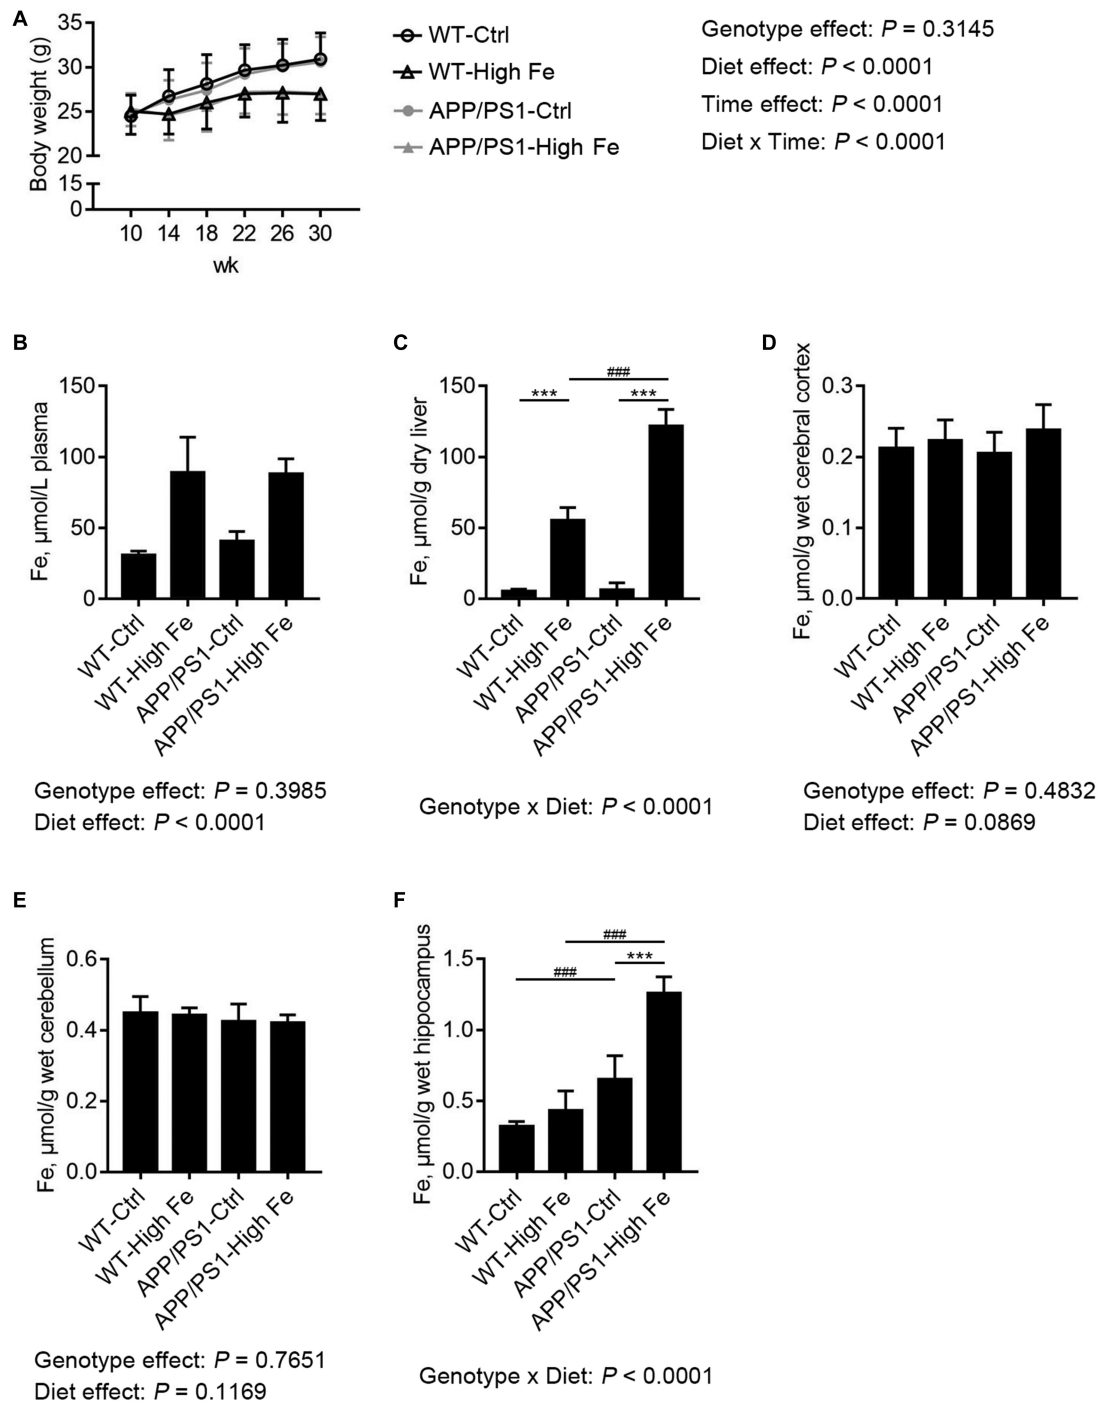 A
Body weight (g)
35
30
25
20
15
0
10 14 18 22 26 30
wk
WT-Ctrl
WT-High Fe
APP/PS1-Ctrl
APP/PS1-High Fe
Genotype effect: P = 0.3145
Diet effect: P < 0.0001
Time effect: P < 0.0001
Diet x Time: P < 0.0001
B
Fe, µmol/L plasma
150
100
50
0
WT-Ctrl
WT-High Fe
APP/PS1-Ctrl
APP/PS1-High Fe
Genotype effect: P = 0.3985
Diet effect: P < 0.0001
C
Fe, µmol/g dry liver
150
100
50
0
###
***
***
WT-Ctrl
WT-High Fe
APP/PS1-Ctrl
APP/PS1-High Fe
Genotype x Diet: P < 0.0001
D
Fe, µmol/g wet cerebral cortex
0.3
0.2
0.1
0.0
WT-Ctrl
WT-High Fe
APP/PS1-Ctrl
APP/PS1-High Fe
Genotype effect: P = 0.4832
Diet effect: P = 0.0869
E
Fe, µmol/g wet cerebellum
0.6
0.4
0.2
0.0
WT-Ctrl
WT-High Fe
APP/PS1-Ctrl
APP/PS1-High Fe
Genotype effect: P = 0.7651
Diet effect: P = 0.1169
F
Fe, µmol/g wet hippocampus
1.5
1.0
0.5
0.0
###
***
###
WT-Ctrl
WT-High Fe
APP/PS1-Ctrl
APP/PS1-High Fe
Genotype x Diet: P < 0.0001